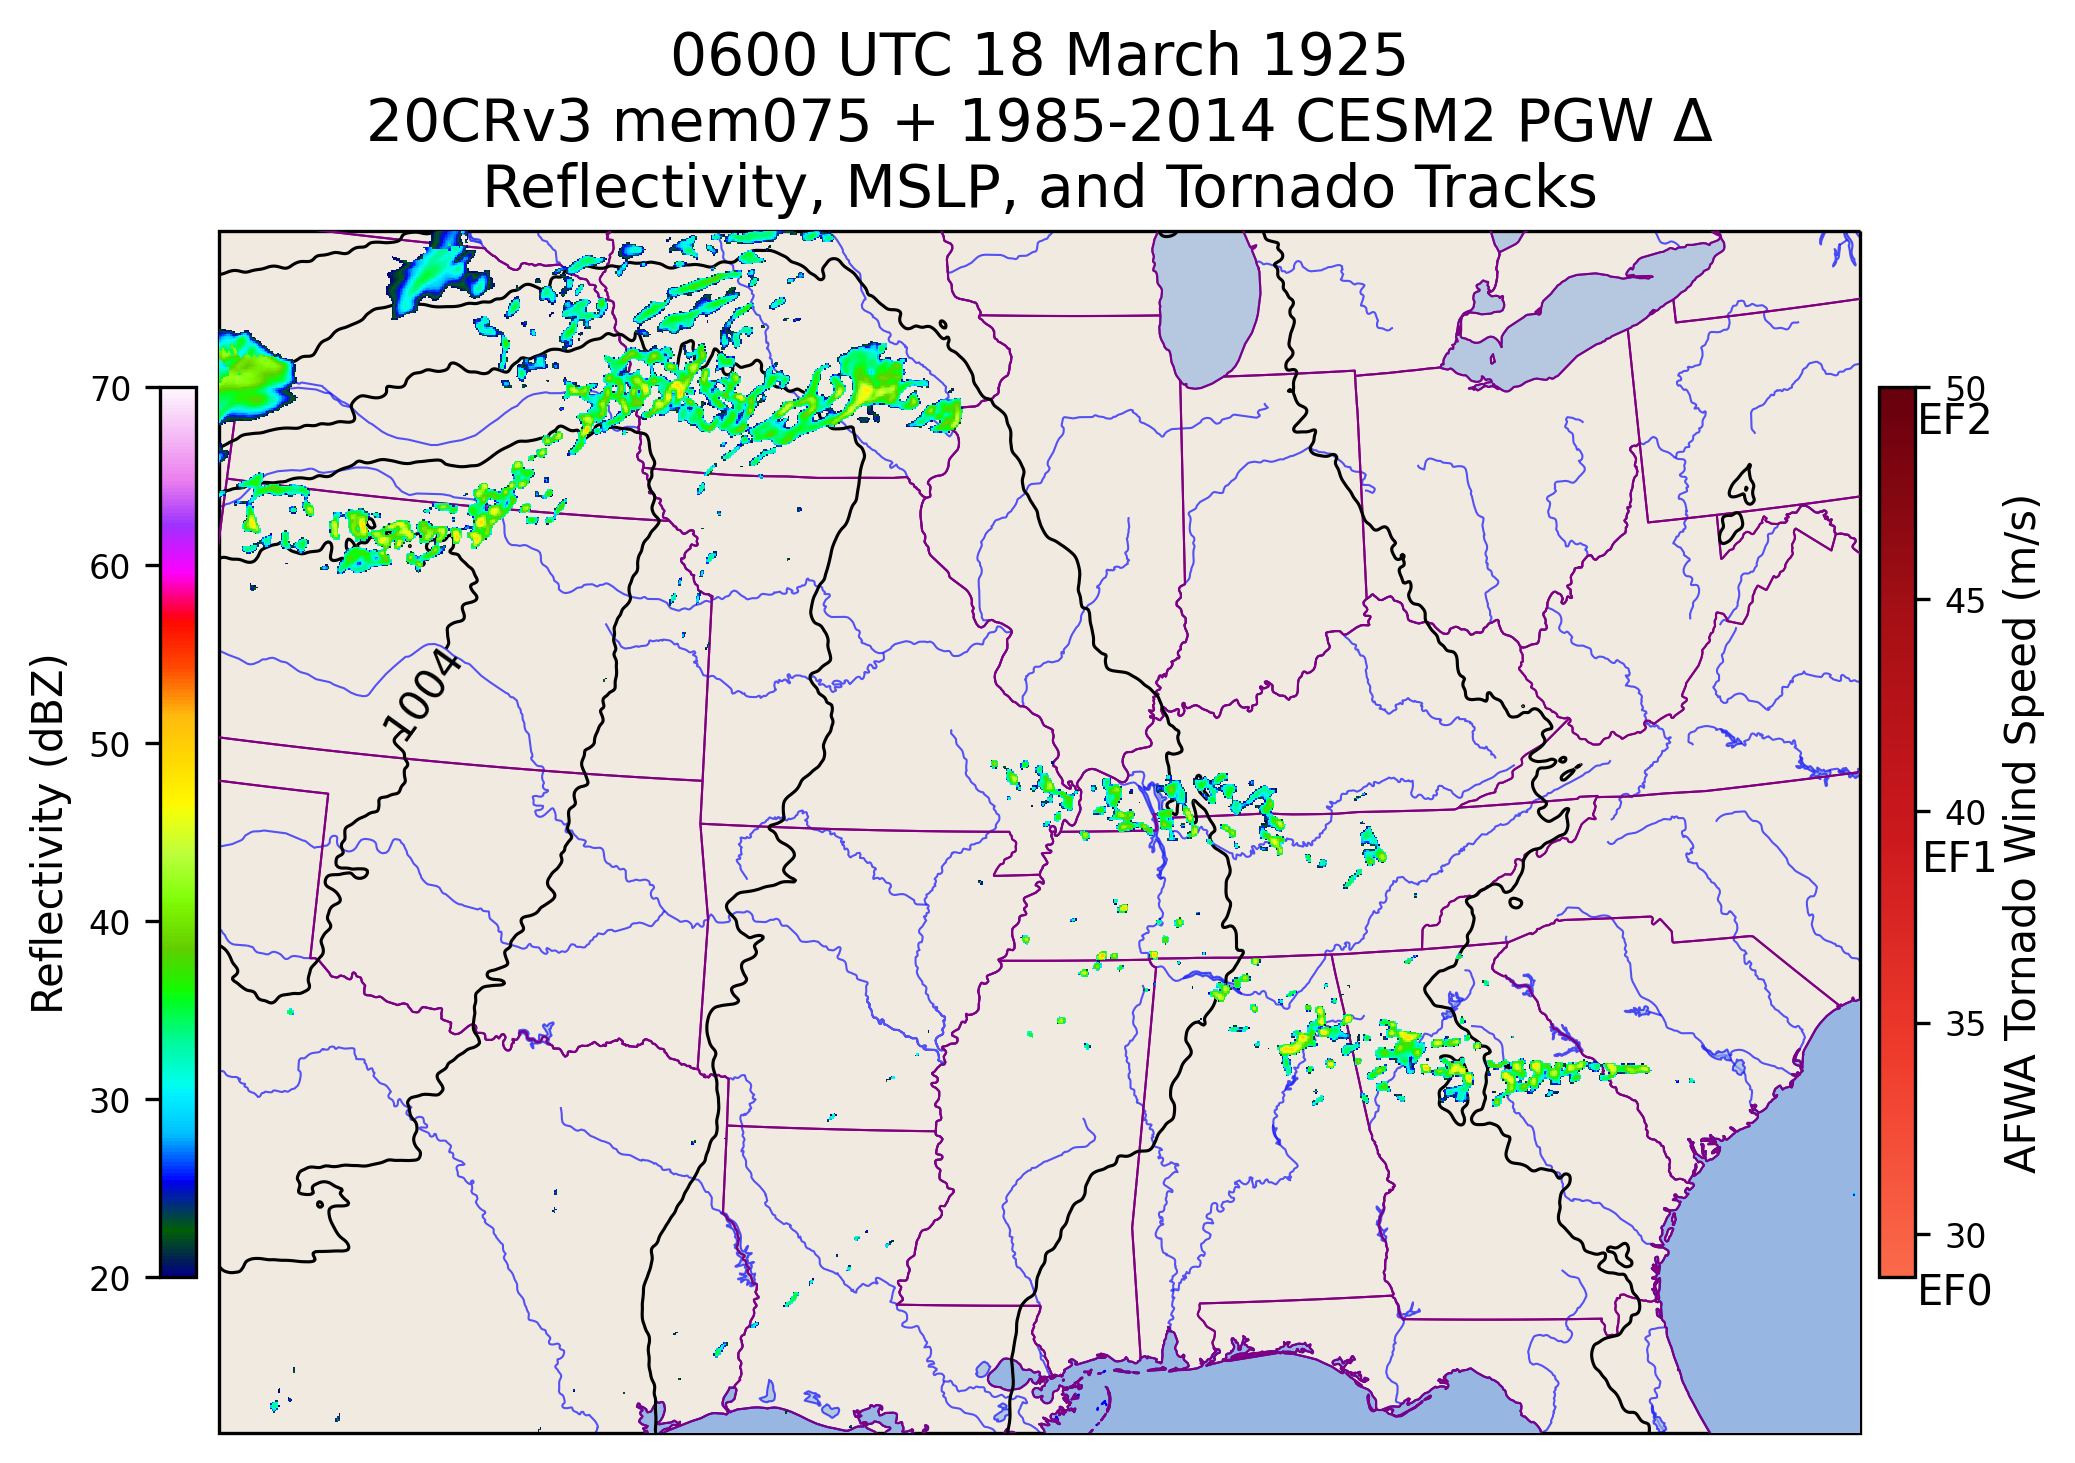 0600 UTC 18 March 1925
20CRv3 mem075 + 1985-2014 CESM2 PGW Δ
Reflectivity, MSLP, and Tornado Tracks
70
60
50
40
30
20
Reflectivity (dBZ)
1004
50
EF2
45
40
EF1
35
30
EF0
AFWA Tornado Wind Speed (m/s)